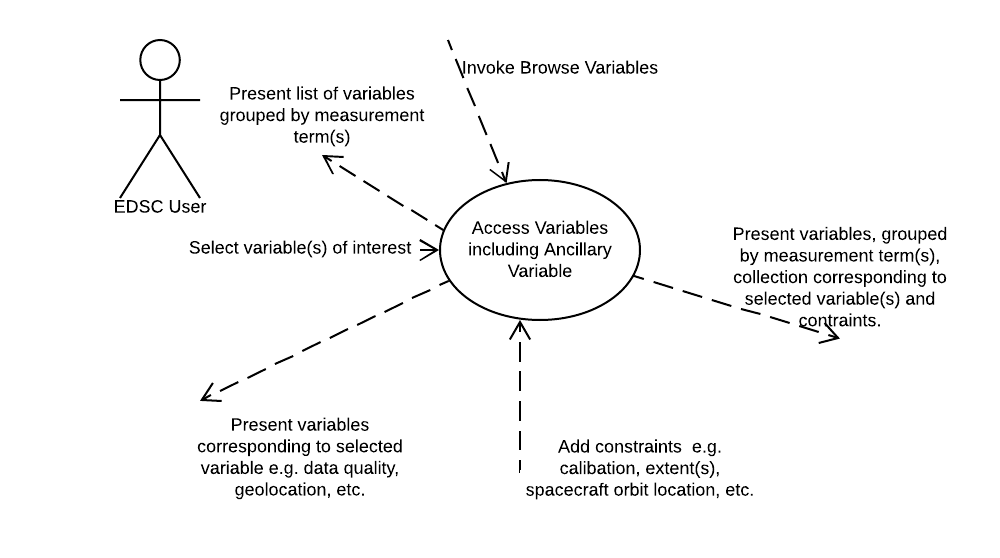 Invoke Browse Variables
Present list of variables
grouped by measurement
term(s)
EDSC User
Select variable(s) of interest
Access Variables
including Ancillary
Variable
Present variables, grouped
by measurement term(s),
collection corresponding to
selected variable(s) and
contraints.
Present variables
corresponding to selected
variable e.g. data quality,
geolocation, etc.
Add constraints  e.g.
calibation, extent(s),
spacecraft orbit location, etc.